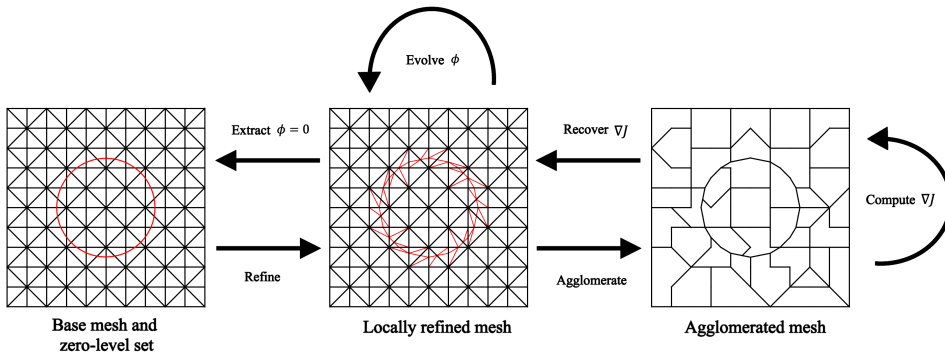 Evolve ϕ
Extract ϕ = 0
Recover ∇J
Compute ∇J
Refine
Agglomerate
Base mesh and
zero-level set
Locally refined mesh
Agglomerated mesh